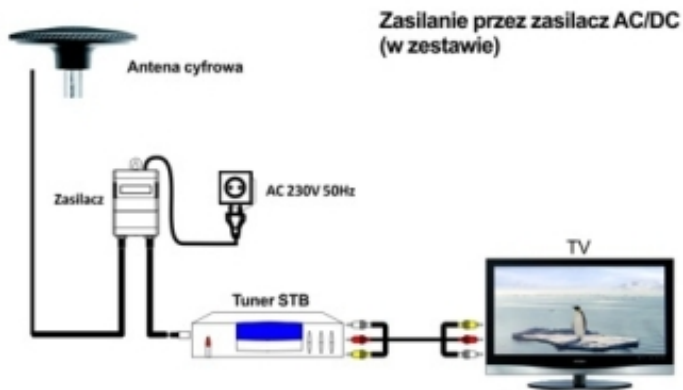 Zasilanie przez zasilacz AC/DC
(w zestawie)
Antena cyfrowa
Zasilacz
AC 230V 50Hz
Tuner STB
TV